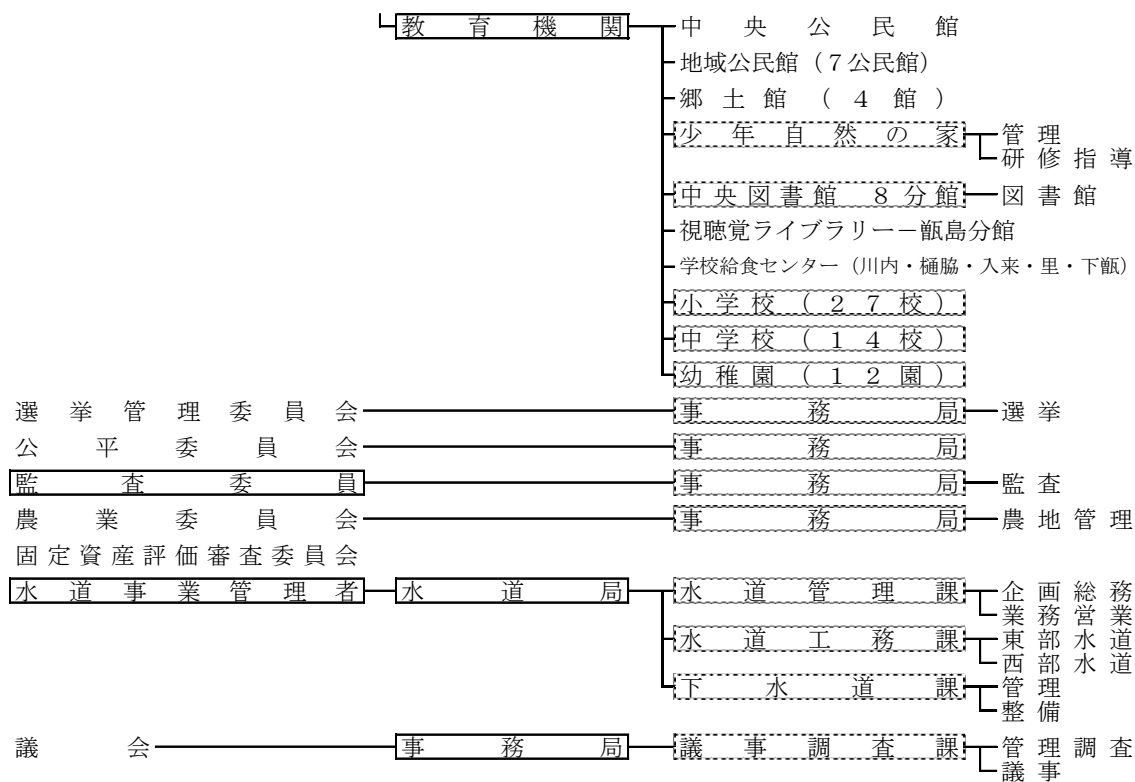 教育機関 中央公民館
地域公民館（７公民館）
郷土館（４館）
少年自然の家 管理
研修指導
中央図書館 ８分館 図書館
視聴覚ライブラリー－甑島分館
学校給食センター（川内・樋脇・入来・里・下甑）
小学校（２７校）
中学校（１４校）
幼稚園（１２園）
選挙管理委員会 事務局 選挙
公平委員会 事務局
監査委員 事務局 監査
農業委員会 事務局 農地管理
固定資産評価審査委員会
水道事業管理者 水道局 水道管理課 企画総務
業務営業
水道工務課 東部水道
西部水道
下水道課 管理
整備
議会 事務局 議事調査課 管理調査
議事